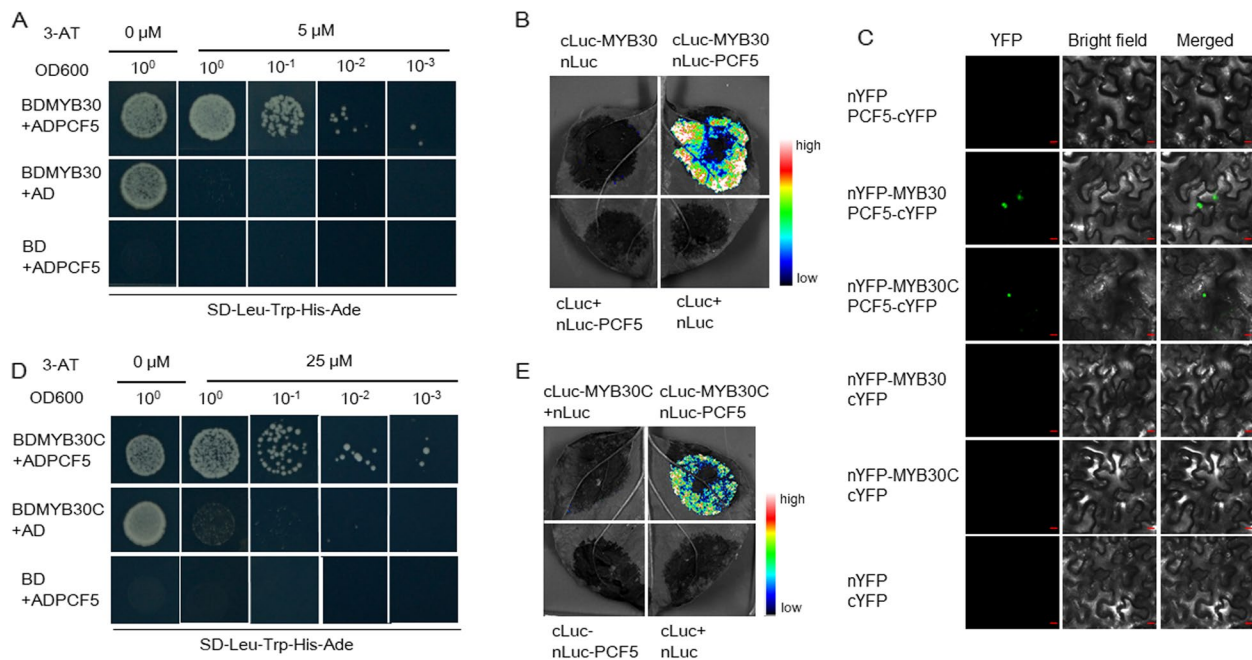 A
3-AT
0 µM
5 µM
OD600
10⁰ 10⁰ 10⁻¹ 10⁻² 10⁻³
BDMYB30
+ADPCF5
BDMYB30
+AD
BD
+ADPCF5
SD-Leu-Trp-His-Ade
B
cLuc-MYB30
nLuc
cLuc-MYB30
nLuc-PCF5
high
low
cLuc+
nLuc-PCF5
cLuc+
nLuc
C
YFP Bright field Merged
nYFP
PCF5-cYFP
nYFP-MYB30
PCF5-cYFP
nYFP-MYB30C
PCF5-cYFP
nYFP-MYB30
cYFP
nYFP-MYB30C
cYFP
nYFP
cYFP
D
3-AT
0 µM
25 µM
OD600
10⁰ 10⁰ 10⁻¹ 10⁻² 10⁻³
BDMYB30C
+ADPCF5
BDMYB30C
+AD
BD
+ADPCF5
SD-Leu-Trp-His-Ade
E
cLuc-MYB30C
+nLuc
cLuc-MYB30C
nLuc-PCF5
high
low
cLuc-
nLuc-PCF5
cLuc+
nLuc